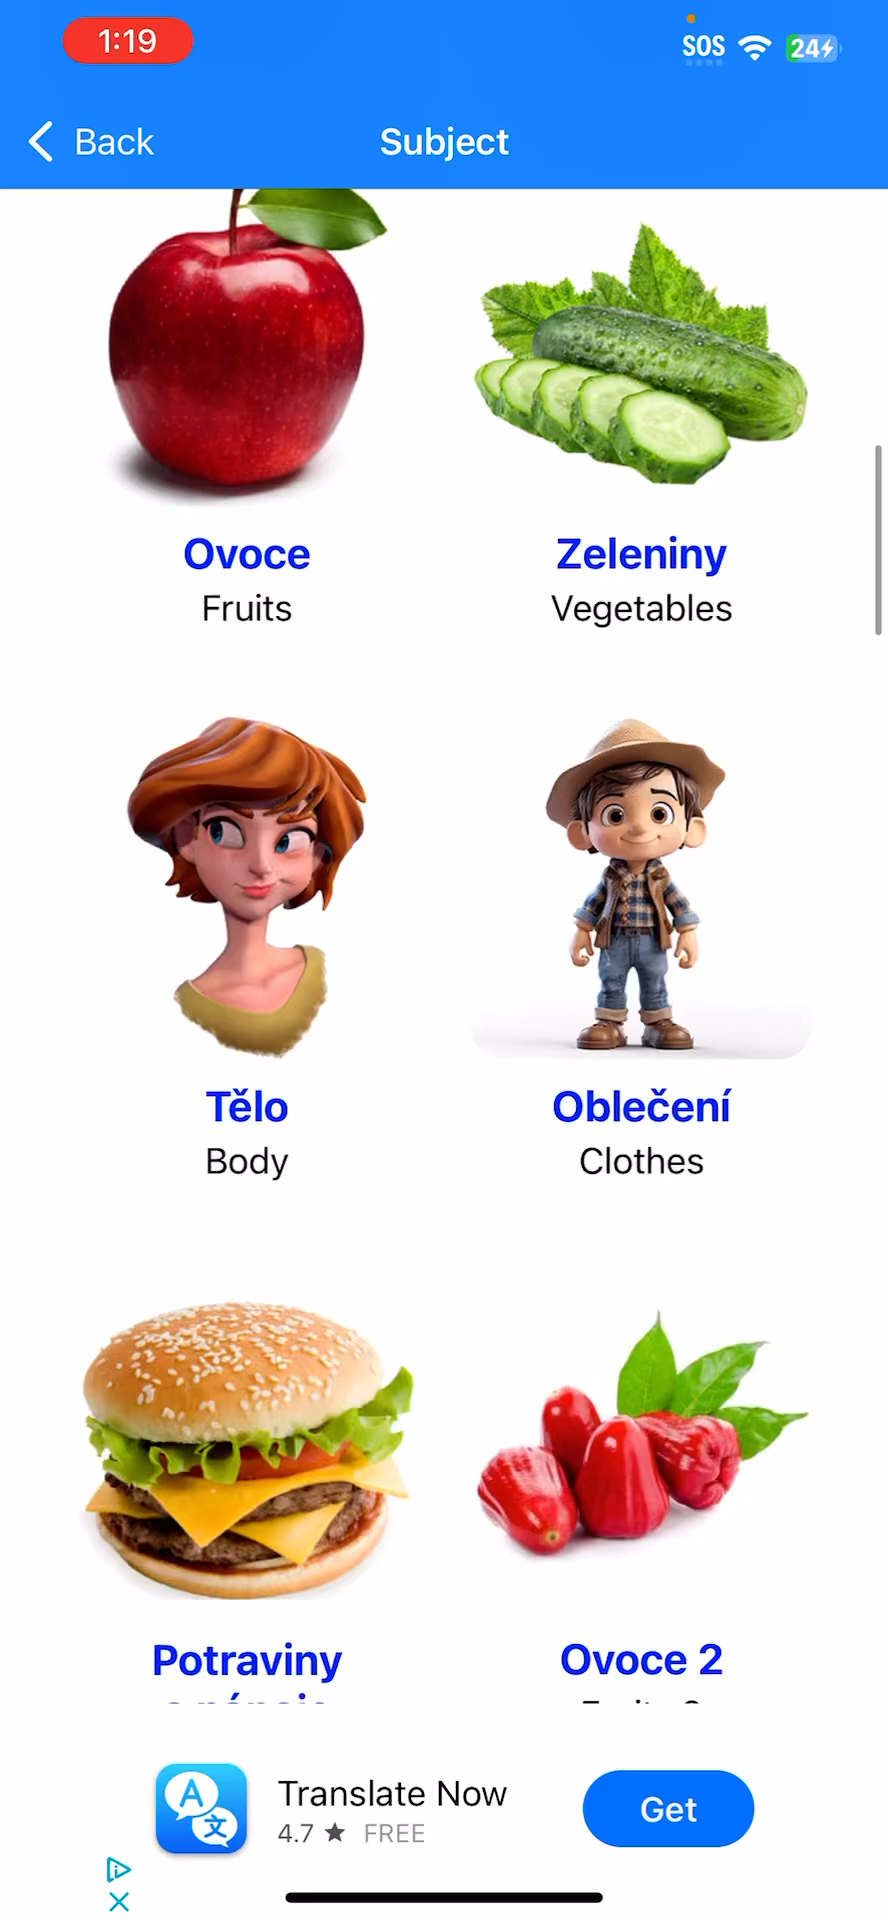 1:19
SOS
24
Back
Subject
Ovoce
Zeleniny
Fruits
Vegetables
Tělo
Oblečení
Body
Clothes
Potraviny
Ovoce 2
Translate Now
4.7 ★ FREE
Get